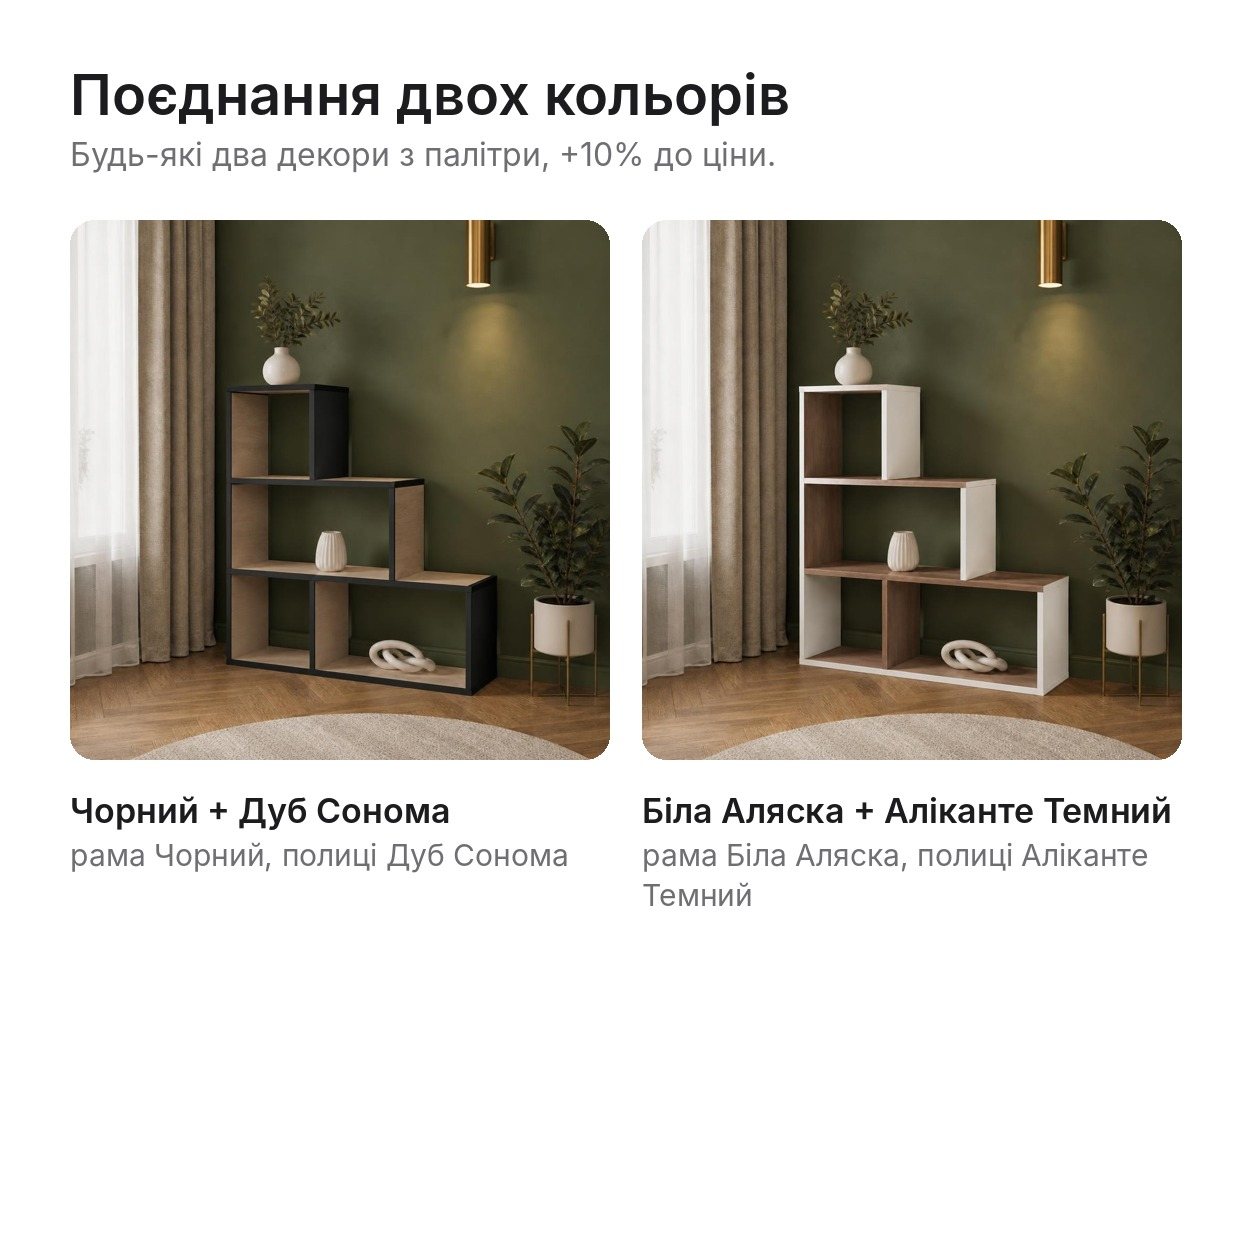 Поєднання двох кольорів
Будь-які два декори з палітри, +10% до ціни.
Чорний + Дуб Сонома
рама Чорний, полиці Дуб Сонома
Біла Аляска + Аліканте Темний
рама Біла Аляска, полиці Аліканте
Темний